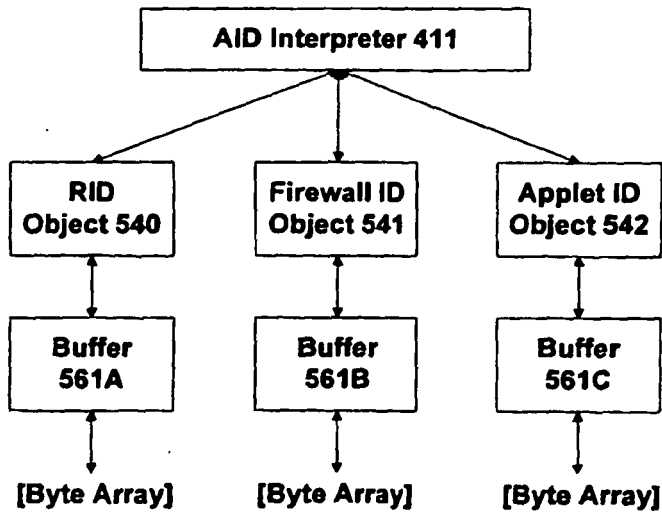 AID Interpreter 411
RID
Object 540
Firewall ID
Object 541
Applet ID
Object 542
Buffer
561A
Buffer
561B
Buffer
561C
[Byte Array]
[Byte Array]
[Byte Array]